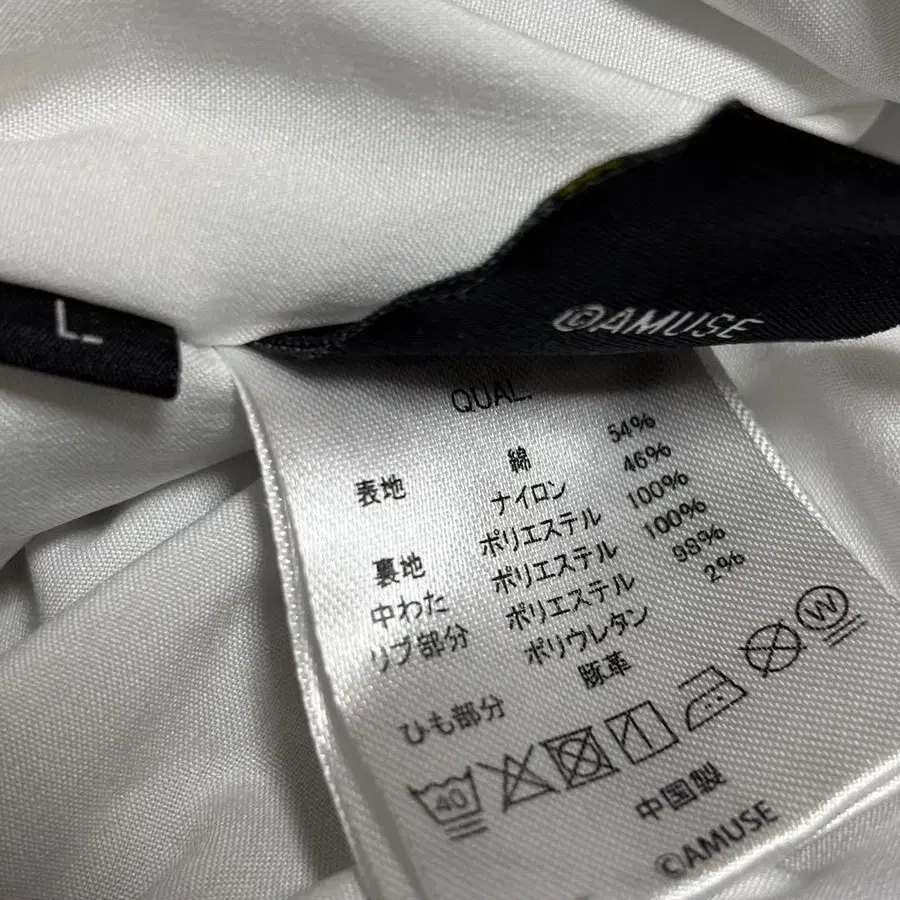 L
©AMUSE
QUAL.
表地 綿 54%
ナイロン 46%
裏地 ポリエステル 100%
中わた ポリエステル 100%
リブ部分 ポリエステル 98%
ポリウレタン 2%
ひも部分 豚革
40
W
中国製
©AMUSE